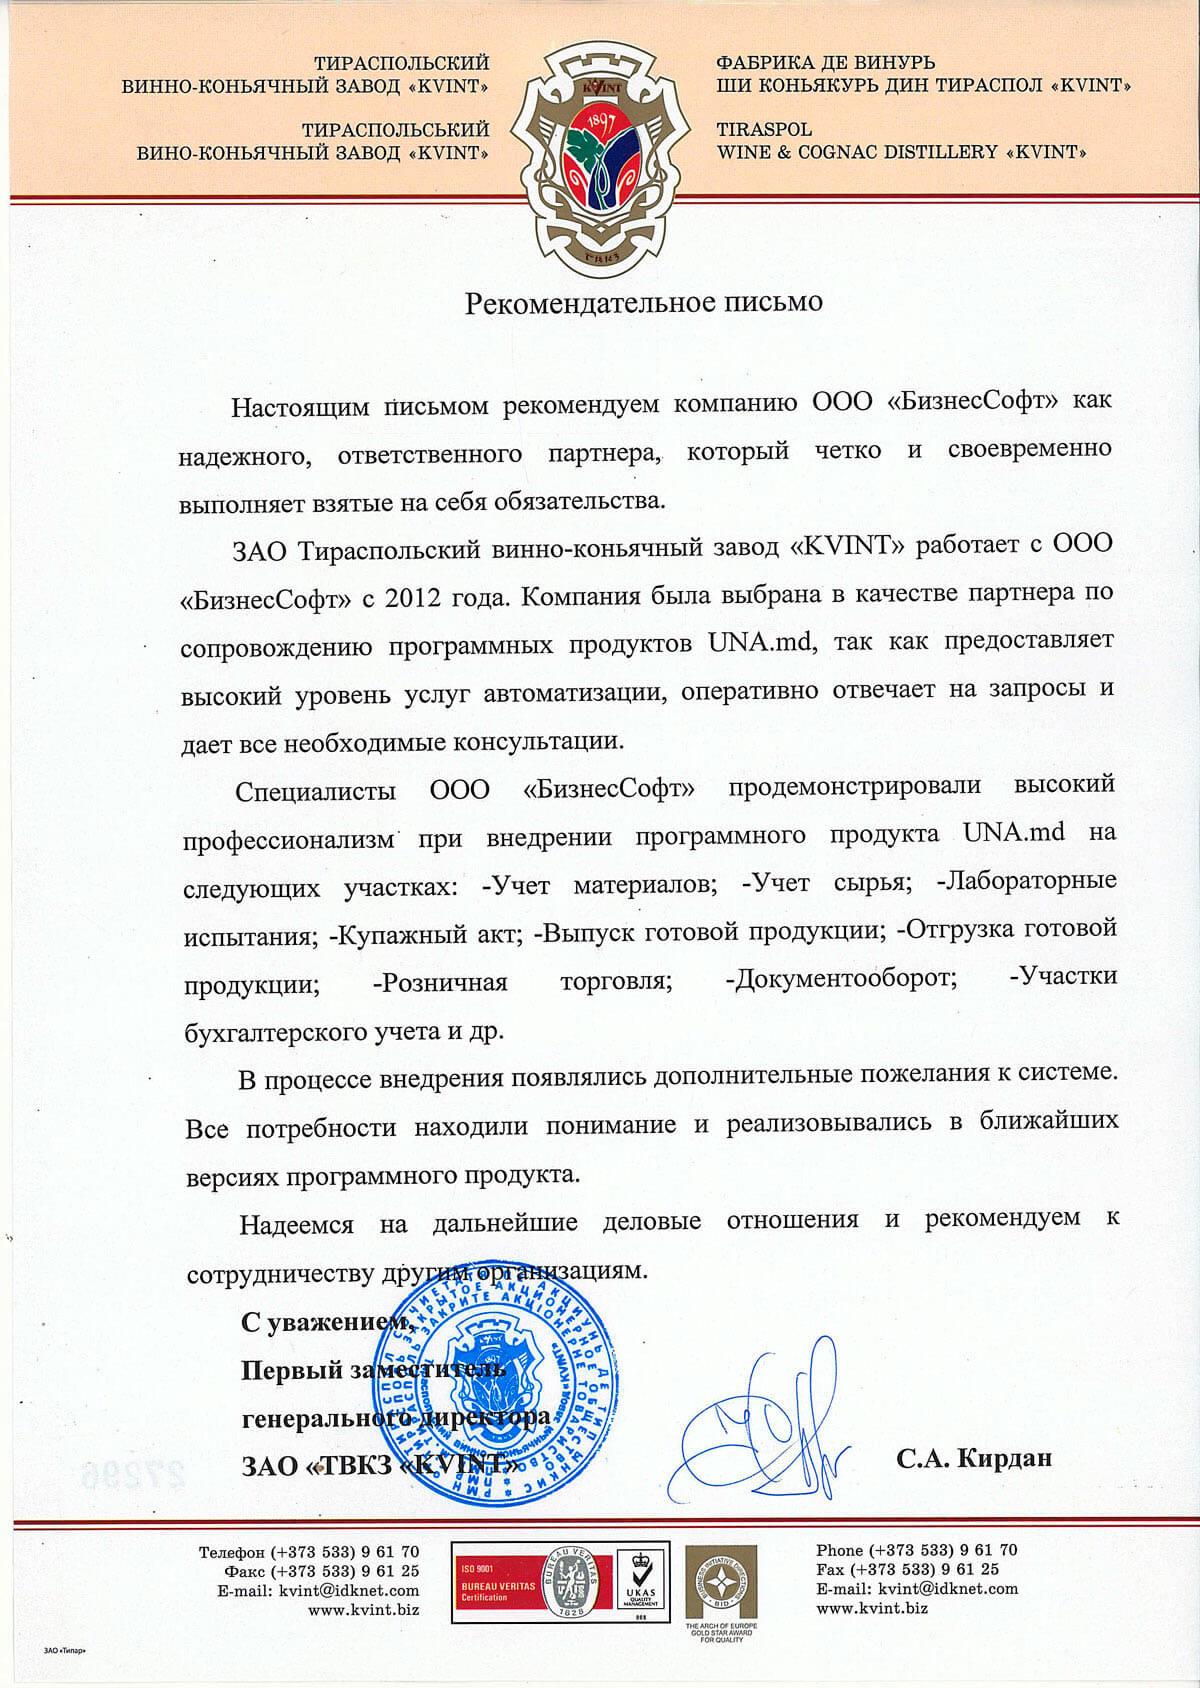 ТИРАСПОЛЬСКИЙ
ВИННО-КОНЬЯЧНЫЙ ЗАВОД «KVINT»
ТИРАСПОЛЬСЬКИЙ
ВИНО-КОНЬЯЧНЫЙ ЗАВОД «KVINT»
KVINT
1897
ТВКЗ
ФАБРИКА ДЕ ВИНУРЬ
ШИ КОНЬЯКУРЬ ДИН ТИРАСПОЛ «KVINT»
TIRASPOL
WINE & COGNAC DISTILLERY «KVINT»
Рекомендательное письмо
Настоящим письмом рекомендуем компанию ООО «БизнесСофт» как
надежного, ответственного партнера, который четко и своевременно
выполняет взятые на себя обязательства.
ЗАО Тираспольский винно-коньячный завод «KVINT» работает с ООО
«БизнесСофт» с 2012 года. Компания была выбрана в качестве партнера по
сопровождению программных продуктов UNA.md, так как предоставляет
высокий уровень услуг автоматизации, оперативно отвечает на запросы и
дает все необходимые консультации.
Специалисты ООО «БизнесСофт» продемонстрировали высокий
профессионализм при внедрении программного продукта UNA.md на
следующих участках: -Учет материалов; -Учет сырья; -Лабораторные
испытания; -Купажный акт; -Выпуск готовой продукции; -Отгрузка готовой
продукции; -Розничная торговля; -Документооборот; -Участки
бухгалтерского учета и др.
В процессе внедрения появлялись дополнительные пожелания к системе.
Все потребности находили понимание и реализовывались в ближайших
версиях программного продукта.
Надеемся на дальнейшие деловые отношения и рекомендуем к
сотрудничеству другим организациям.
С уважением,
Первый заместитель
генерального директора
ЗАО «ТВКЗ «KVINT»
С.А. Кирдан
27296
Телефон (+373 533) 9 61 70
Факс (+373 533) 9 61 25
E-mail: kvint@idknet.com
www.kvint.biz
ISO 9001
BUREAU VERITAS
Certification
BUREAU VERITAS
1828
UKAS
QUALITY
MANAGEMENT
008
BUSINESS INITIATIVE DIRECTIONS
BID
THE ARCH OF EUROPE
GOLD STAR AWARD
FOR QUALITY
Phone (+373 533) 9 61 70
Fax (+373 533) 9 61 25
E-mail: kvint@idknet.com
www.kvint.biz
ЗАО «Типар»